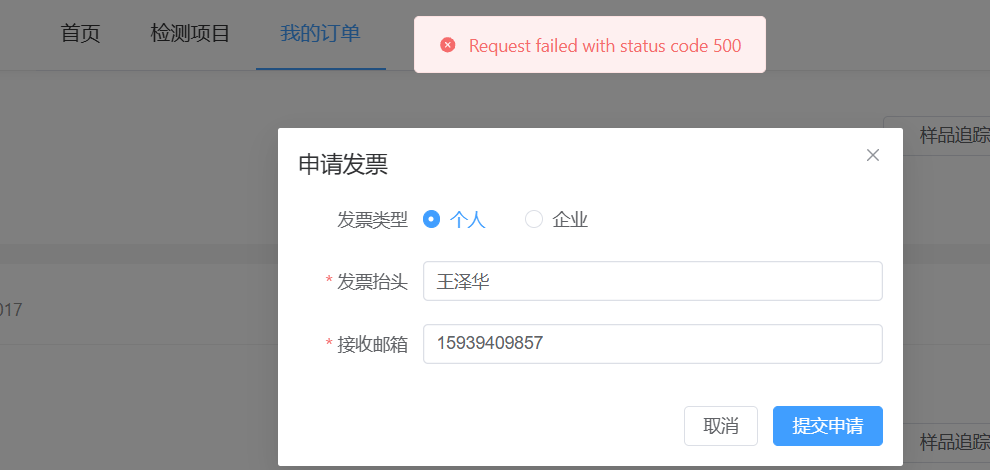 首页 检测项目 我的订单
Request failed with status code 500
样品追踪
申请发票
发票类型 个人 企业
* 发票抬头 王泽华
017
* 接收邮箱 15939409857
取消 提交申请
样品追踪